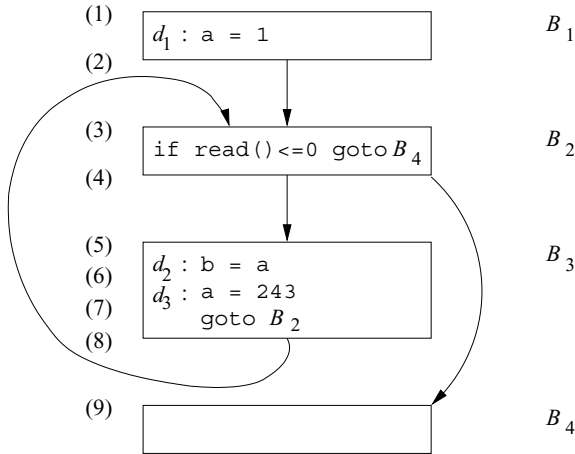 (1)
d1 : a = 1
B1
(2)
(3)
if read()<=0 goto B4
B2
(4)
(5)
d2 : b = a
B3
(6)
d3 : a = 243
(7)
goto B2
(8)
(9)
B4